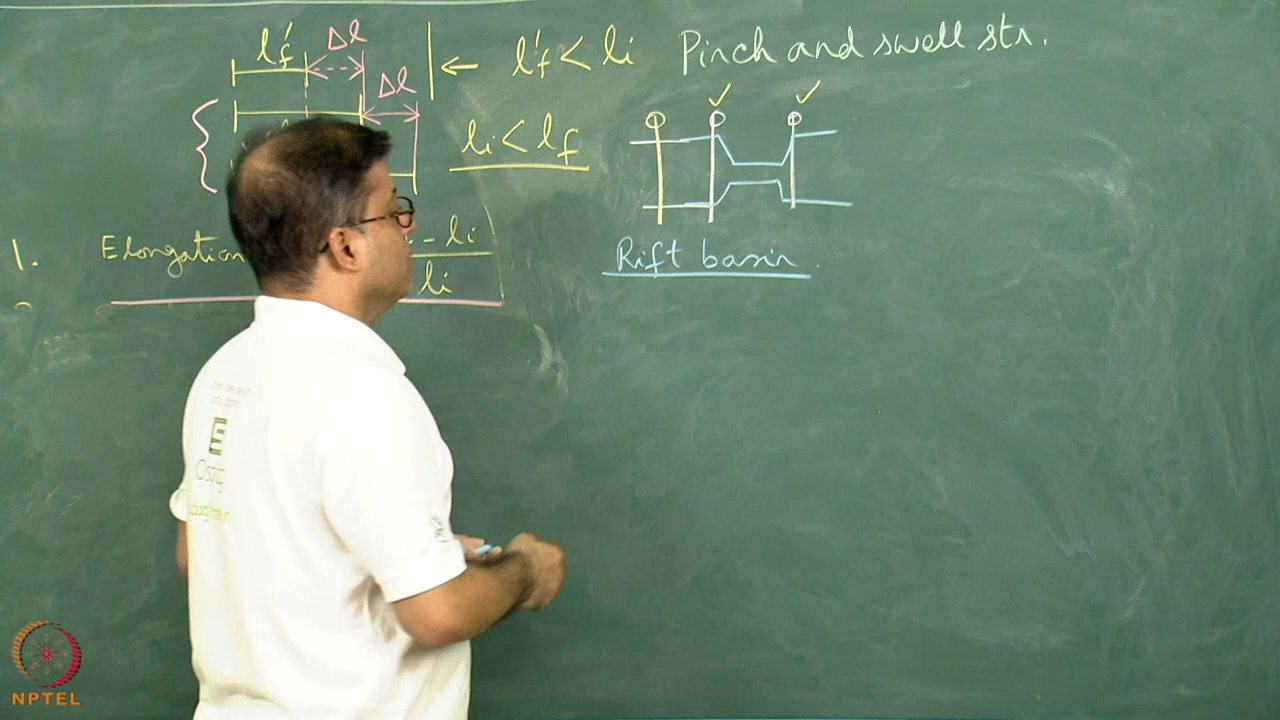 l'f Δl
← l'f < li Pinch and swell str.
Δl
li < lf
1. Elongation - li
li
Rift basin.
NPTEL